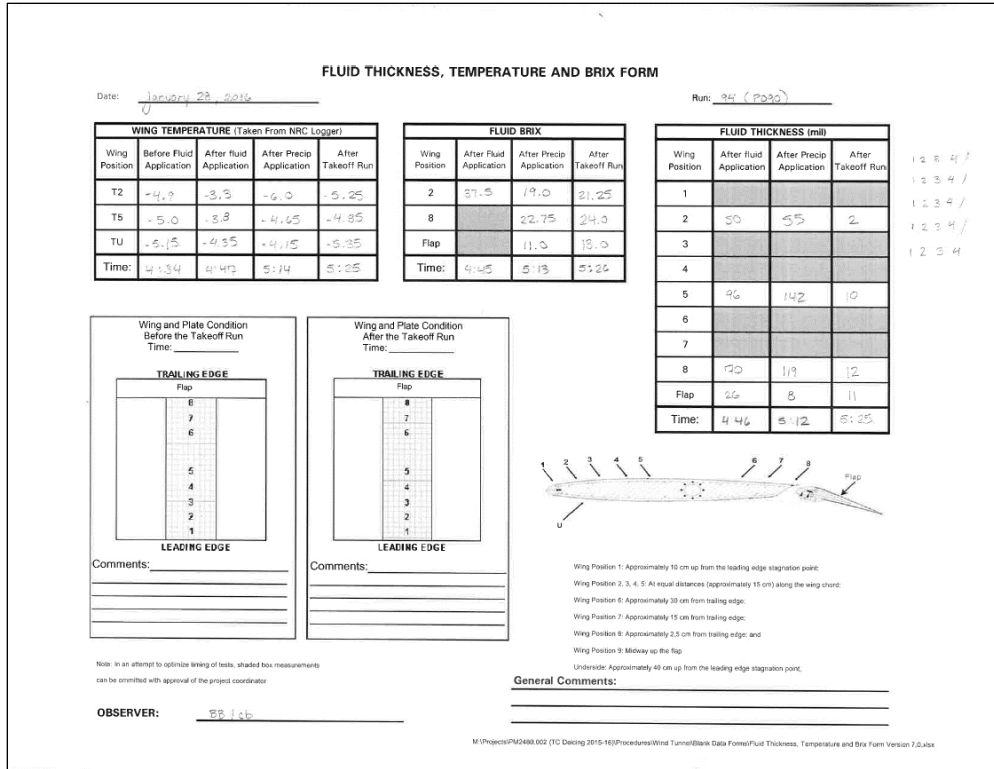 FLUID THICKNESS, TEMPERATURE AND BRIX FORM
Date: January 28, 2016
Run: 94 (P090)
WING TEMPERATURE (Taken From NRC Logger)
Wing Position Before Fluid Application After fluid Application After Precip Application After Takeoff Run
T2 -4.9 -3.3 -6.0 -5.25
T5 -5.0 -3.8 -4.65 -4.85
TU -5.15 -4.35 -4.15 -5.35
Time: 4:34 4:47 5:14 5:25
FLUID BRIX
Wing Position After Fluid Application After Precip Application After Takeoff Run
2 37.5 19.0 21.25
8 22.75 24.0
Flap 11.0 13.0
Time: 4:45 5:13 5:26
FLUID THICKNESS (mil)
Wing Position After fluid Application After Precip Application After Takeoff Run
1
2 50 55 2
3
4
5 96 142 10
6
7
8 70 119 12
Flap 26 8 11
Time: 4 46 5:12 5:25
1 2 3 4 /
1 2 3 4 /
1 2 3 4 /
1 2 3 4 /
1 2 3 4
Wing and Plate Condition
Before the Takeoff Run
Time:
TRAILING EDGE
Flap
8
7
6
5
4
3
2
1
LEADING EDGE
Comments:
Wing and Plate Condition
After the Takeoff Run
Time:
TRAILING EDGE
Flap
8
7
6
5
4
3
2
1
LEADING EDGE
Comments:
1 2 3 4 5 6 7 8
Flap
U
Wing Position 1: Approximately 10 cm up from the leading edge stagnation point;
Wing Position 2, 3, 4, 5: At equal distances (approximately 15 cm) along the wing chord;
Wing Position 6: Approximately 30 cm from trailing edge;
Wing Position 7: Approximately 15 cm from trailing edge;
Wing Position 8: Approximately 2,5 cm from trailing edge; and
Wing Position 9: Midway up the flap
Underside: Approximately 40 cm up from the leading edge stagnation point,
Note: In an attempt to optimize timing of tests, shaded box measurements
can be ommitted with approval of the project coordinator
General Comments:
OBSERVER: BB / cb
M:\Projects\PM2480.002 (TC Deicing 2015-16)\Procedures\Wind Tunnel\Blank Data Forms\Fluid Thickness, Temperature and Brix Form Version 7,0.xlsx